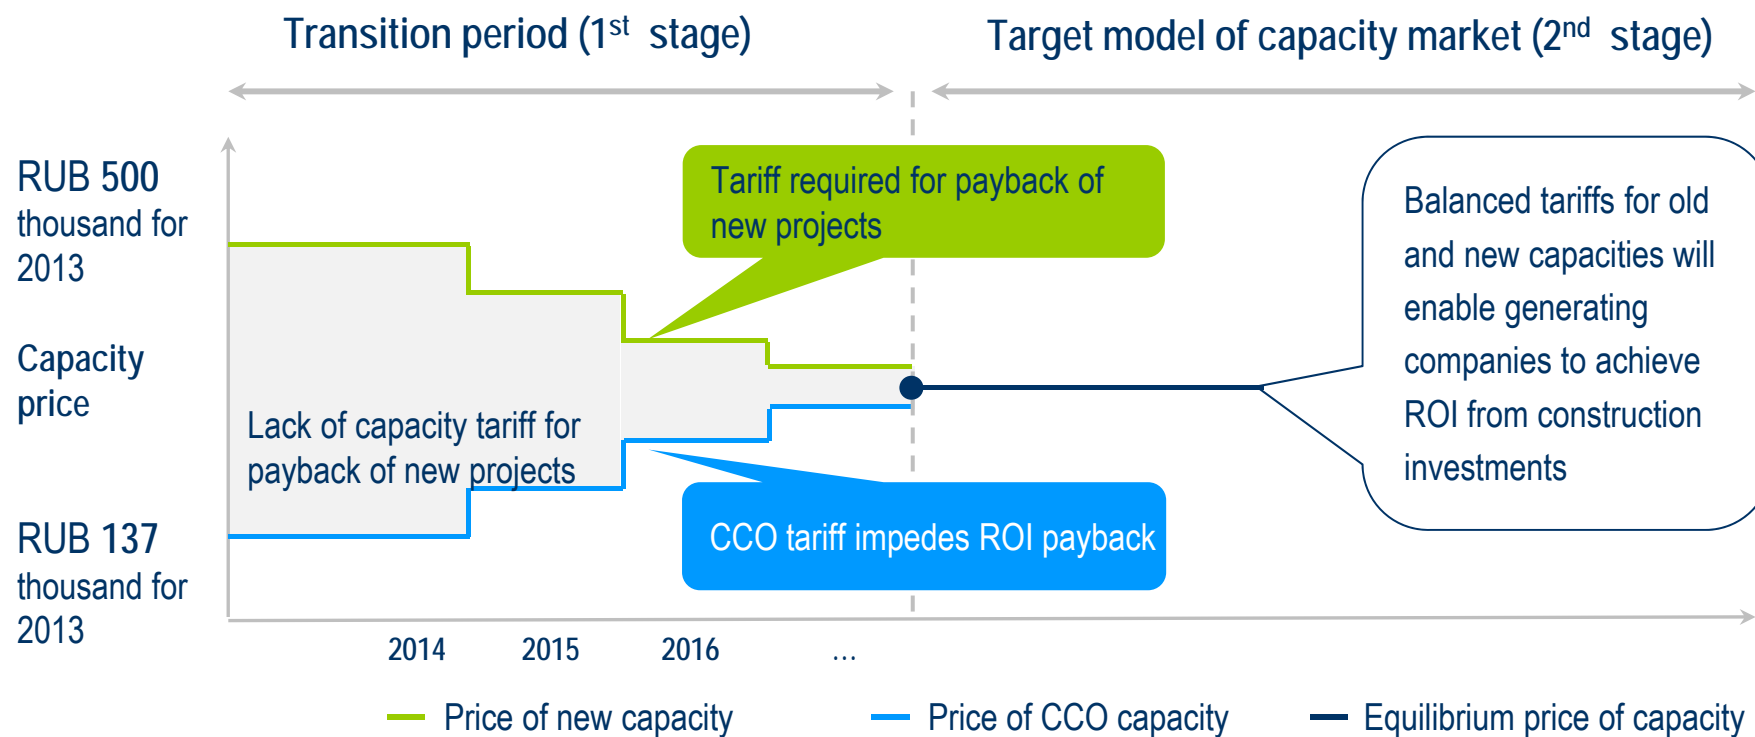 Transition period (1st stage)
Target model of capacity market (2nd stage)
RUB 500
thousand for
2013
Capacity
price
RUB 137
thousand for
2013
Tariff required for payback of
new projects
Lack of capacity tariff for
payback of new projects
CCO tariff impedes ROI payback
Balanced tariffs for old
and new capacities will
enable generating
companies to achieve
ROI from construction
investments
2014 2015 2016 ...
Price of new capacity
Price of CCO capacity
Equilibrium price of capacity